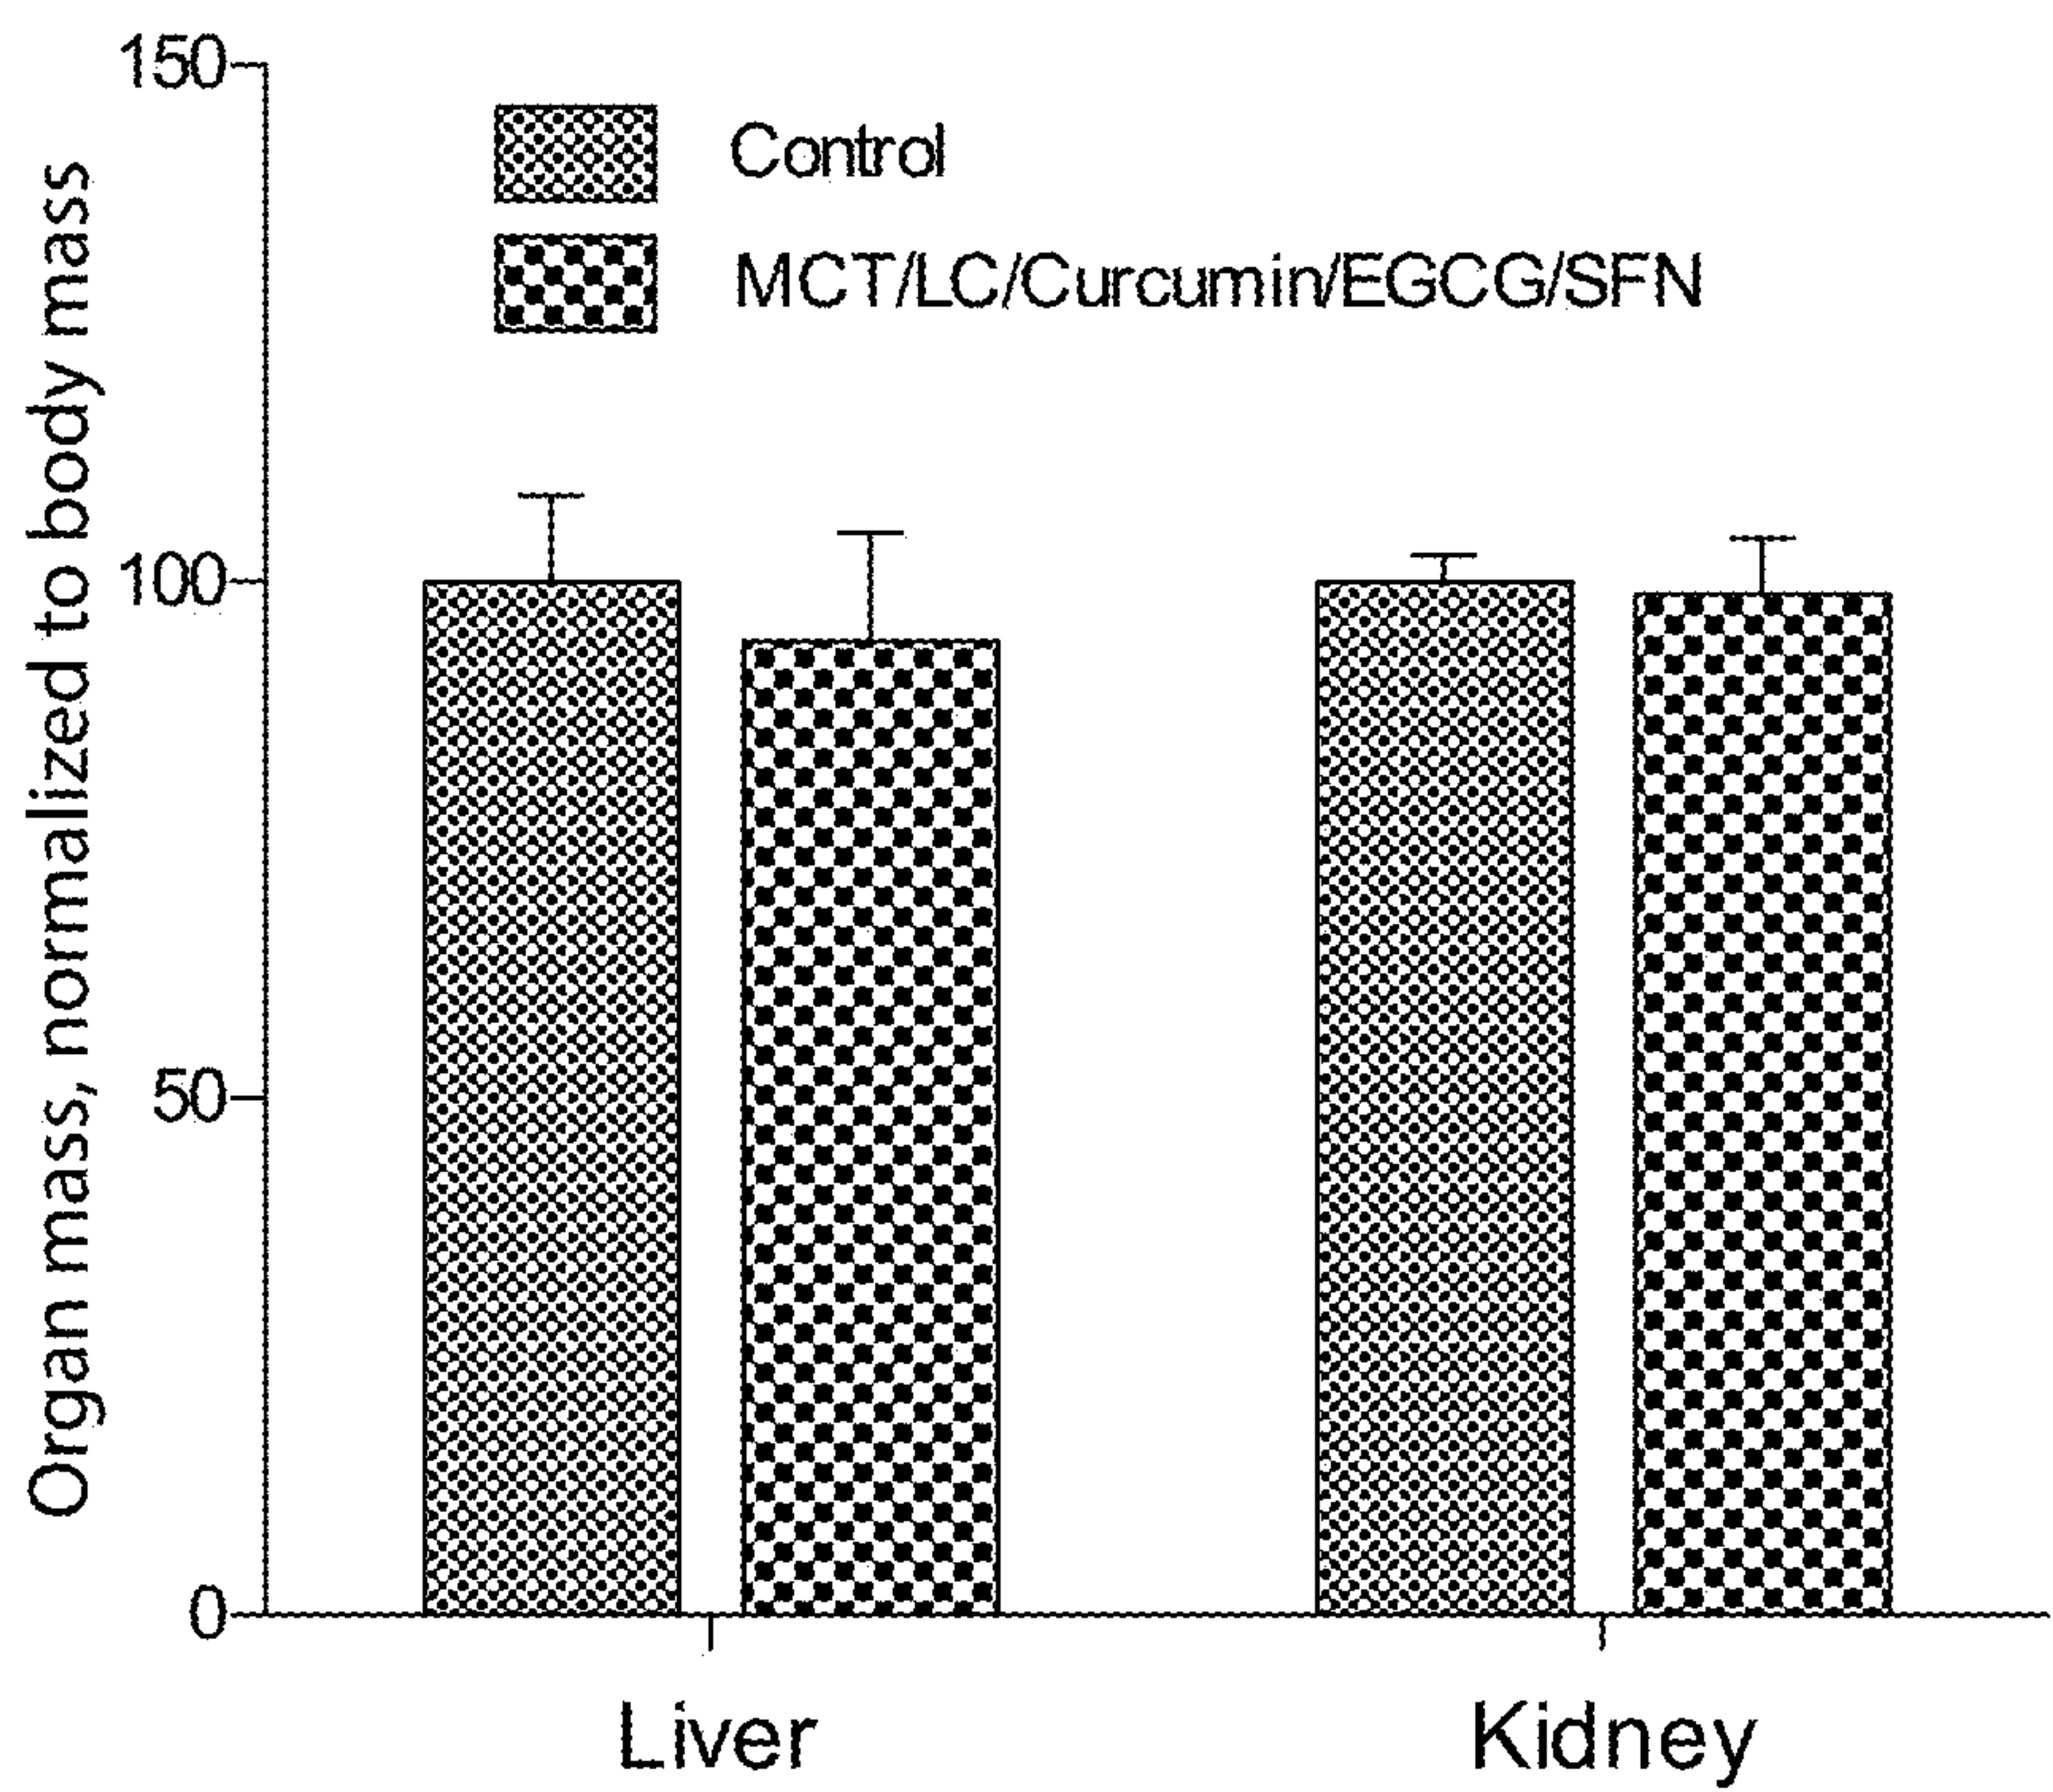 Organ mass, normalized to body mass
150
100
50
0
Control
MCT/LC/Curcumin/EGCG/SFN
Liver
Kidney